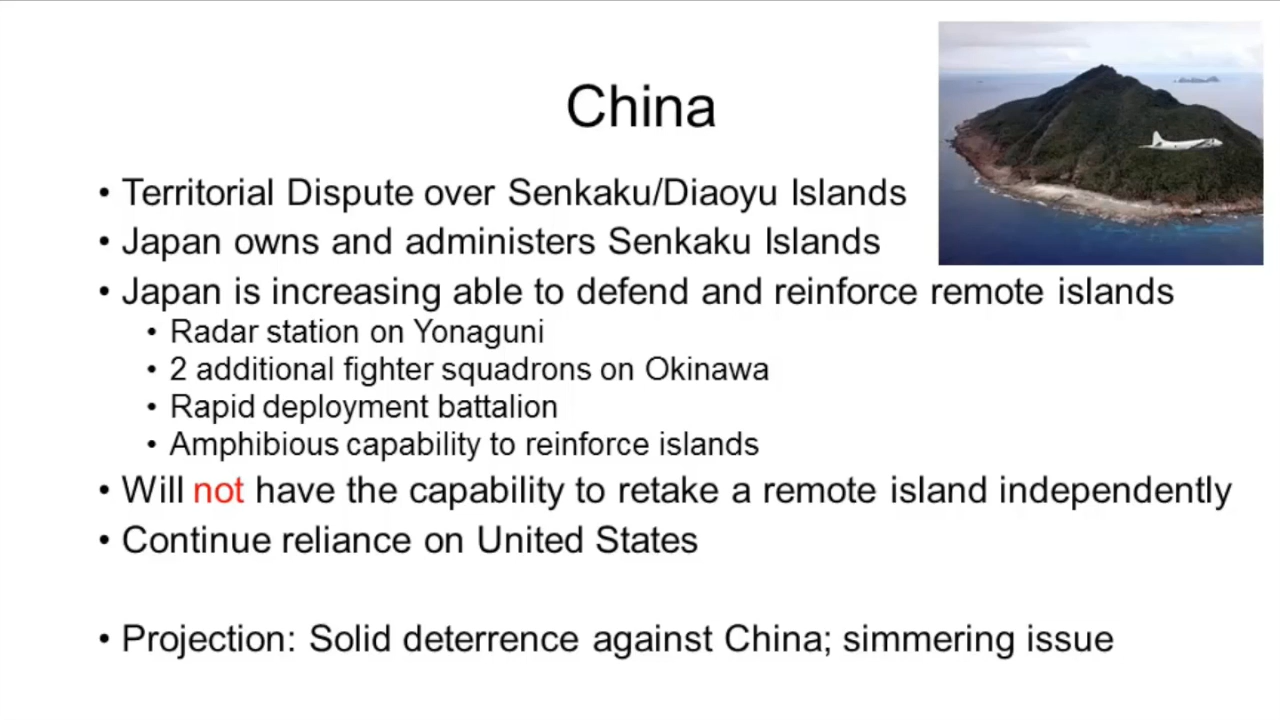 China
• Territorial Dispute over Senkaku/Diaoyu Islands
• Japan owns and administers Senkaku Islands
• Japan is increasing able to defend and reinforce remote islands
• Radar station on Yonaguni
• 2 additional fighter squadrons on Okinawa
• Rapid deployment battalion
• Amphibious capability to reinforce islands
• Will not have the capability to retake a remote island independently
• Continue reliance on United States
• Projection: Solid deterrence against China; simmering issue